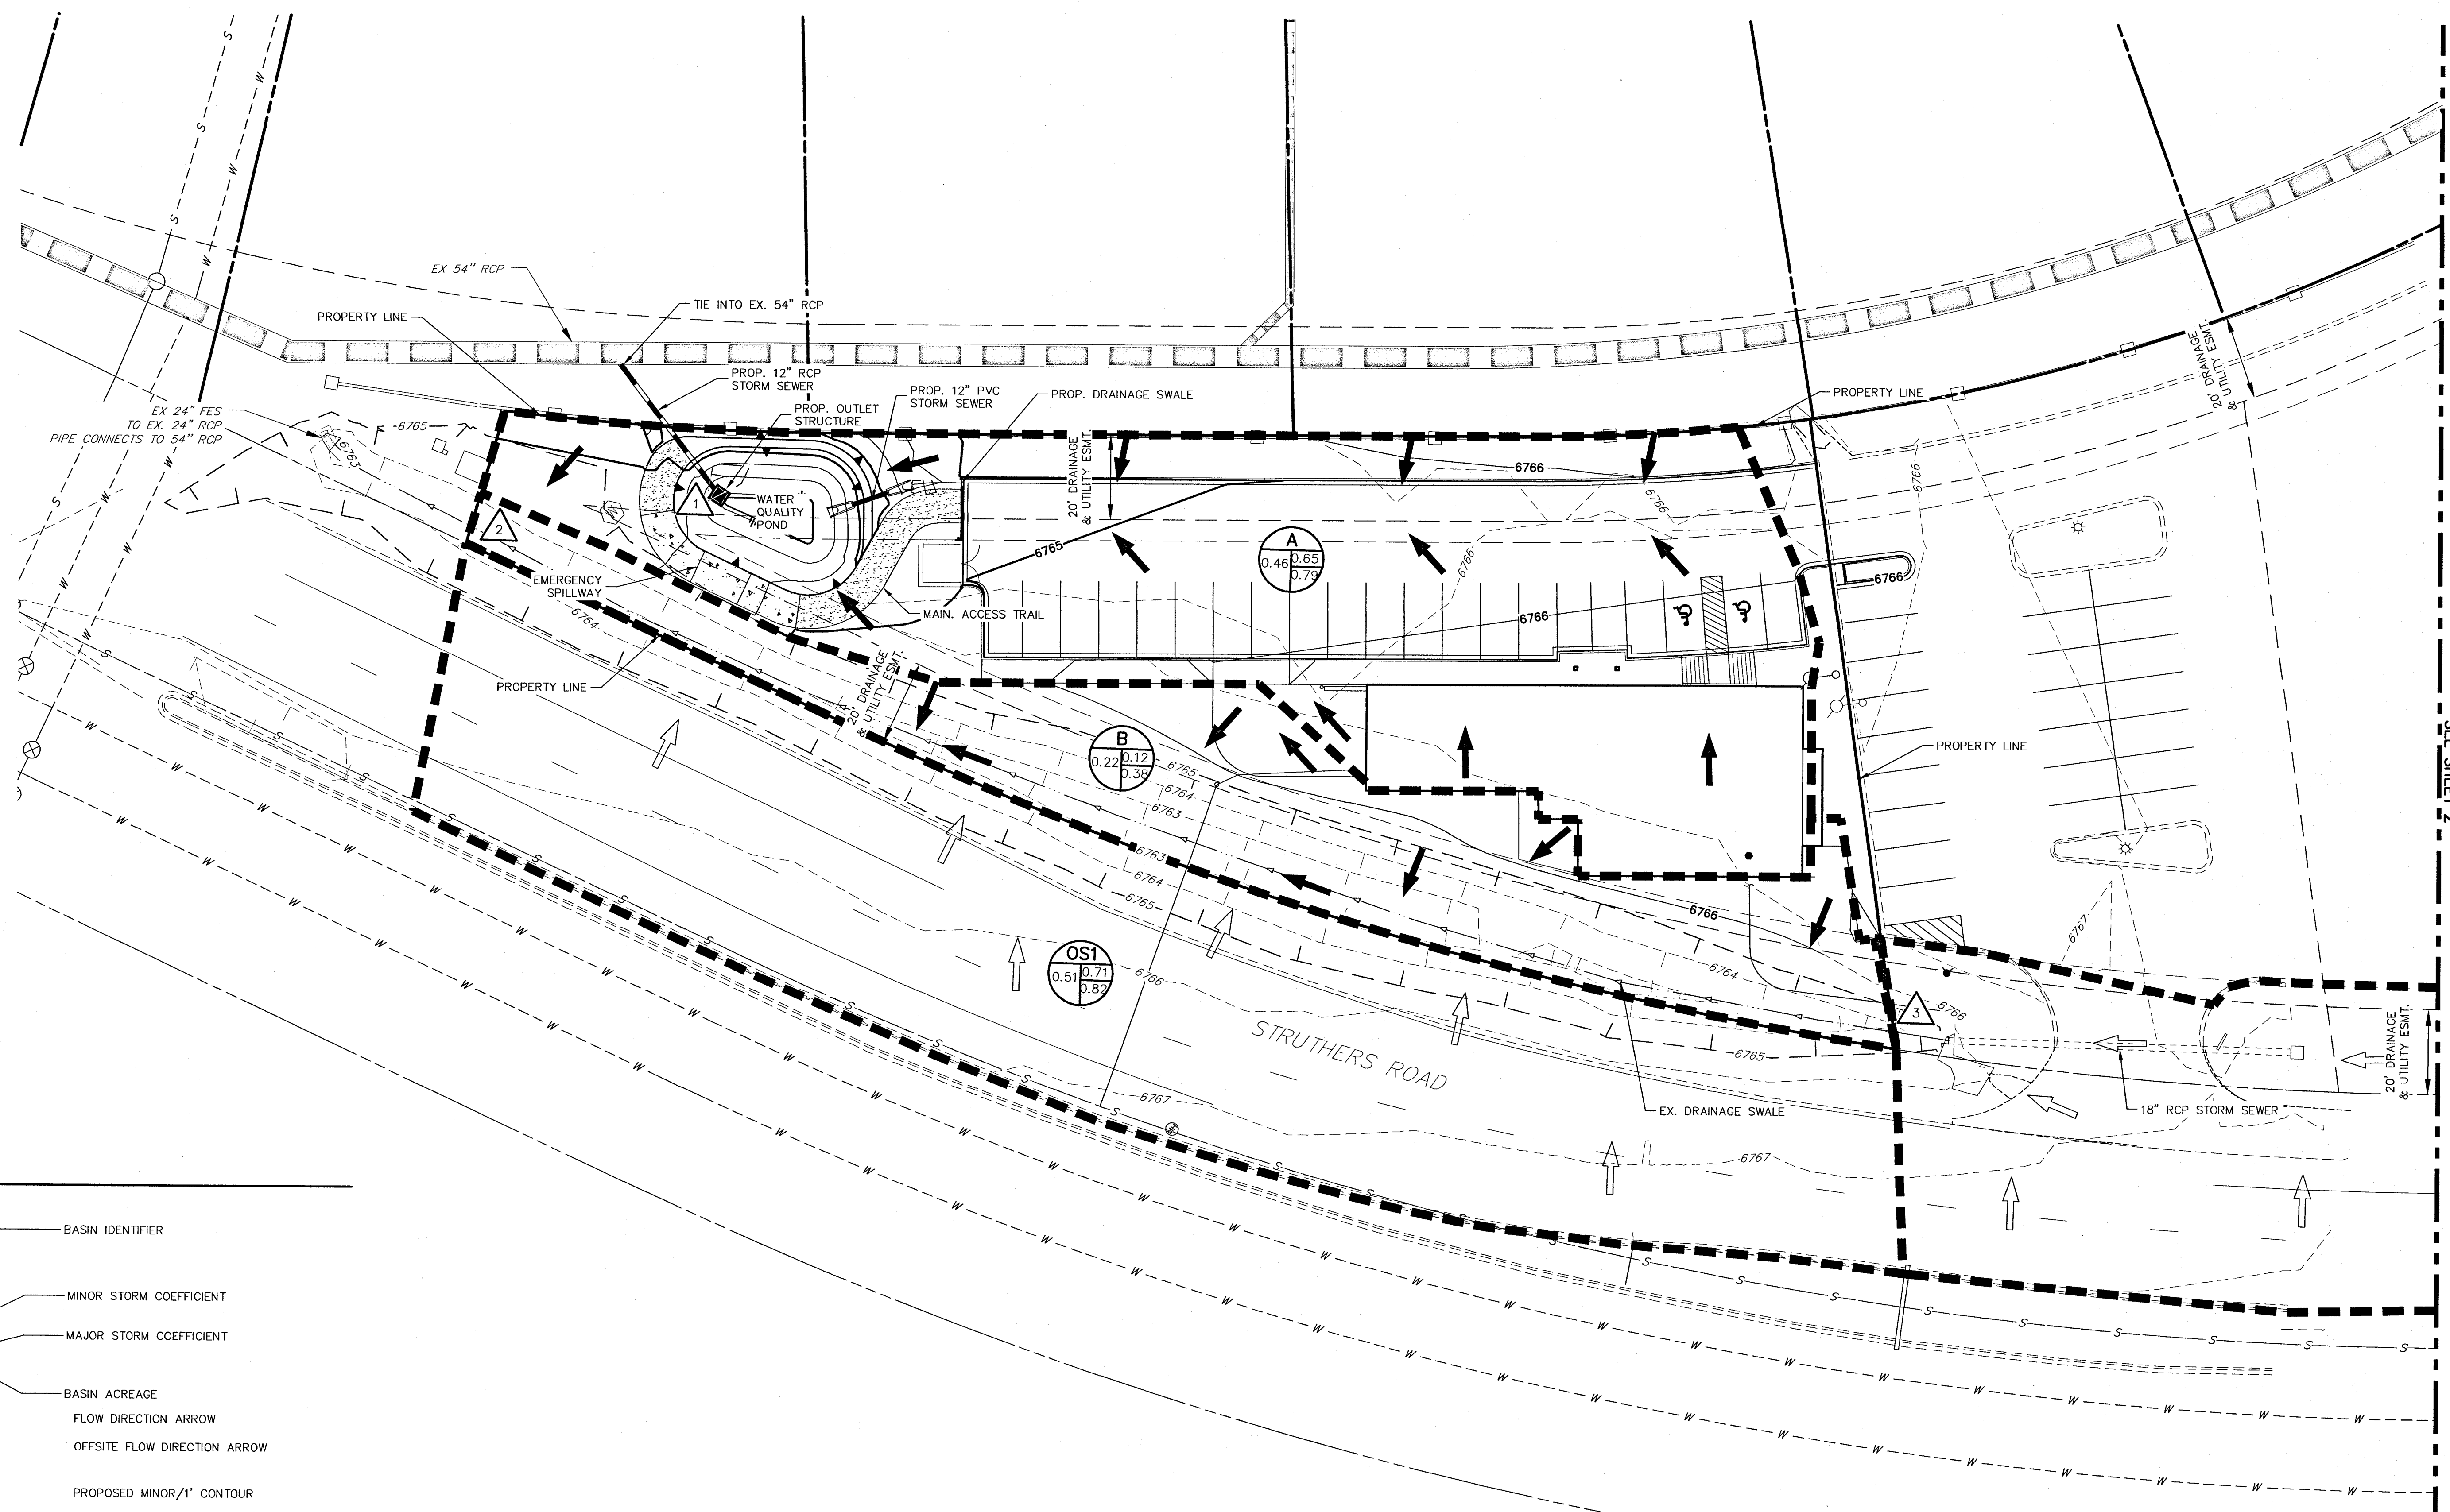 EX 54" RCP
TIE INTO EX. 54" RCP
PROPERTY LINE
PROP. 12" RCP
STORM SEWER
PROP. OUTLET
STRUCTURE
PROP. 12" PVC
STORM SEWER
PROP. DRAINAGE SWALE
PROPERTY LINE
20' DRAINAGE
& UTILITY ESMT.
EX 24" FES
TO EX. 24" RCP
PIPE CONNECTS TO 54" RCP
6765
6763
20' DRAINAGE
& UTILITY ESMT.
6766
6766
6766
WATER
QUALITY
POND
1
2
6765
A
0.46
0.65
0.79
6766
6766
6766
EMERGENCY
SPILLWAY
6764
MAIN. ACCESS TRAIL
PROPERTY LINE
20' DRAINAGE
& UTILITY ESMT.
B
0.22
0.12
0.38
PROPERTY LINE
SEE SHEET 2
6765
6764
6763
6763
6764
6765
6766
6767
6764
OS1
0.51
0.71
0.82
6766
3
6766
STRUTHERS ROAD
6765
20' DRAINAGE
& UTILITY ESMT.
6767
EX. DRAINAGE SWALE
18" RCP STORM SEWER
6767
BASIN IDENTIFIER
MINOR STORM COEFFICIENT
MAJOR STORM COEFFICIENT
BASIN ACREAGE
FLOW DIRECTION ARROW
OFFSITE FLOW DIRECTION ARROW
PROPOSED MINOR/1' CONTOUR